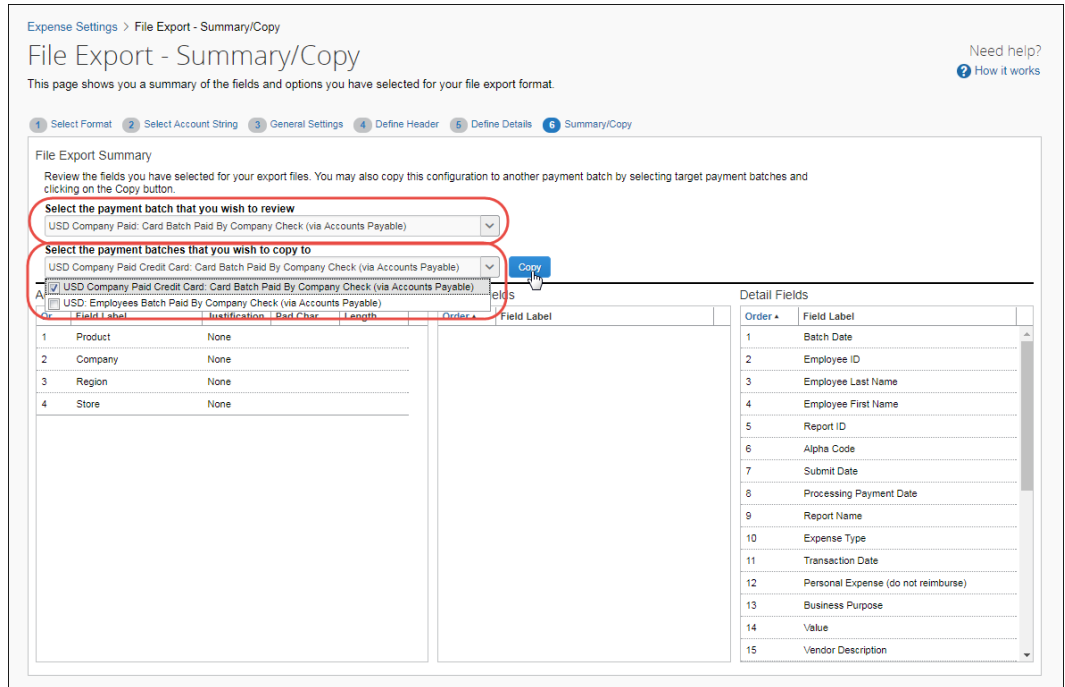 Expense Settings > File Export - Summary/Copy
File Export - Summary/Copy
Need help?
? How it works
This page shows you a summary of the fields and options you have selected for your file export format.
1 Select Format 2 Select Account String 3 General Settings 4 Define Header 5 Define Details 6 Summary/Copy
File Export Summary
Review the fields you have selected for your export files. You may also copy this configuration to another payment batch by selecting target payment batches and
clicking on the Copy button.
Select the payment batch that you wish to review
USD Company Paid: Card Batch Paid By Company Check (via Accounts Payable)
Select the payment batches that you wish to copy to
USD Company Paid Credit Card: Card Batch Paid By Company Check (via Accounts Payable)
Copy
USD Company Paid Credit Card: Card Batch Paid By Company Check (via Accounts Payable)
USD: Employees Batch Paid By Company Check (via Accounts Payable)
Or Field Label Justification Pad Char Length
1 Product None
2 Company None
3 Region None
4 Store None
Order Field Label
Detail Fields
Order Field Label
1 Batch Date
2 Employee ID
3 Employee Last Name
4 Employee First Name
5 Report ID
6 Alpha Code
7 Submit Date
8 Processing Payment Date
9 Report Name
10 Expense Type
11 Transaction Date
12 Personal Expense (do not reimburse)
13 Business Purpose
14 Value
15 Vendor Description